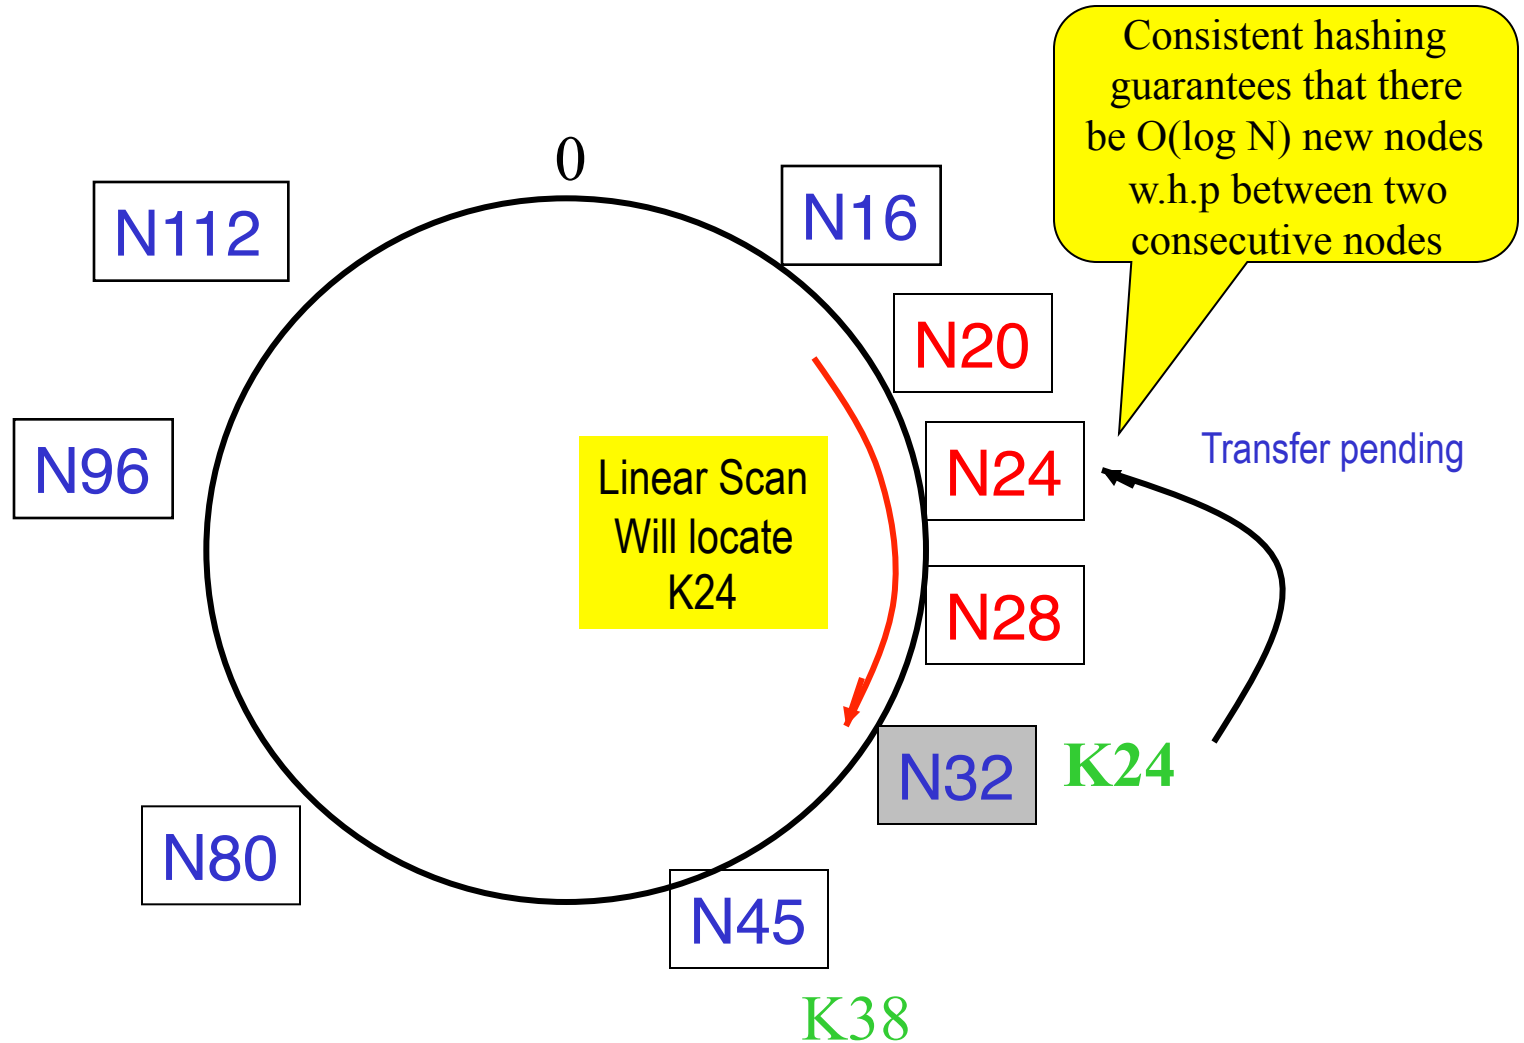 Consistent hashing
guarantees that there
be O(log N) new nodes
w.h.p between two
consecutive nodes
0
N112
N16
N20
N96
Linear Scan
Will locate
K24
N24
Transfer pending
N28
N32
K24
N80
N45
K38